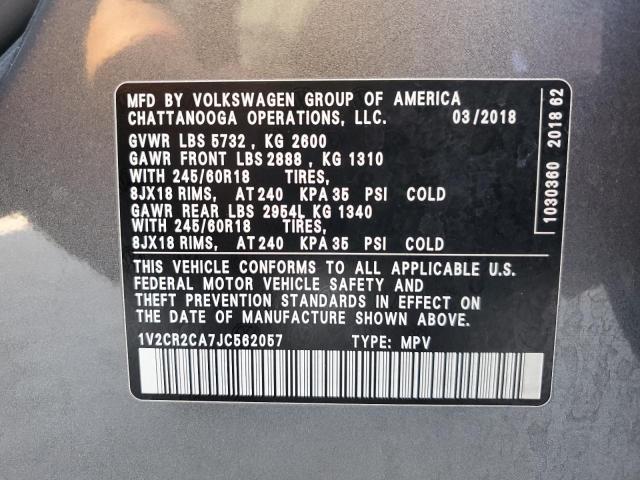 MFD BY VOLKSWAGEN GROUP OF AMERICA
CHATTANOOGA OPERATIONS, LLC. 03/2018
GVWR LBS 5732 , KG 2600
GAWR FRONT LBS 2888 , KG 1310
WITH 245/60R18 TIRES,
8JX18 RIMS, AT 240 KPA 35 PSI COLD
GAWR REAR LBS 2954L KG 1340
WITH 245/60R18 TIRES,
8JX18 RIMS, AT 240 KPA 35 PSI COLD
THIS VEHICLE CONFORMS TO ALL APPLICABLE U.S.
FEDERAL MOTOR VEHICLE SAFETY AND
THEFT PREVENTION STANDARDS IN EFFECT ON
THE DATE OF MANUFACTURE SHOWN ABOVE.
1V2CR2CA7JC562057 TYPE: MPV
1030360 2018 62